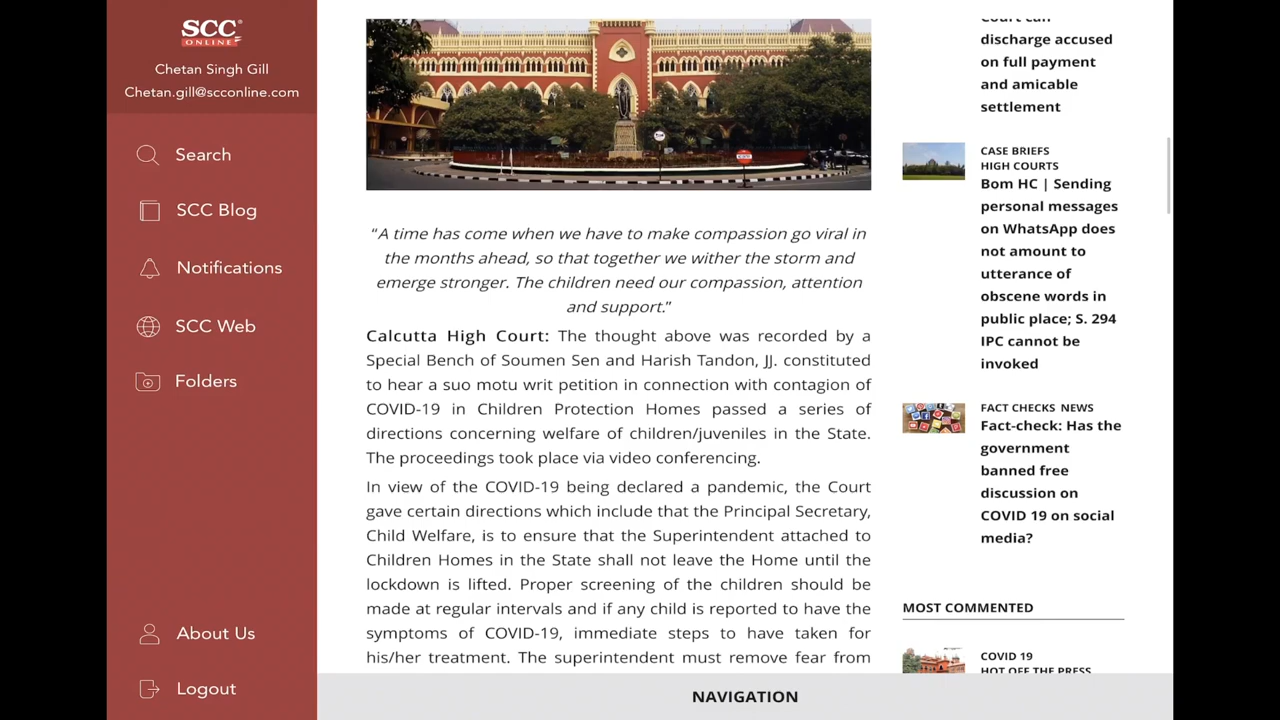 SCC
ONLINE
Chetan Singh Gill
Chetan.gill@scconline.com
Search
SCC Blog
Notifications
SCC Web
Folders
About Us
Logout
“A time has come when we have to make compassion go viral in
the months ahead, so that together we wither the storm and
emerge stronger. The children need our compassion, attention
and support.”
Calcutta High Court: The thought above was recorded by a
Special Bench of Soumen Sen and Harish Tandon, JJ. constituted
to hear a suo motu writ petition in connection with contagion of
COVID-19 in Children Protection Homes passed a series of
directions concerning welfare of children/juveniles in the State.
The proceedings took place via video conferencing.
In view of the COVID-19 being declared a pandemic, the Court
gave certain directions which include that the Principal Secretary,
Child Welfare, is to ensure that the Superintendent attached to
Children Homes in the State shall not leave the Home until the
lockdown is lifted. Proper screening of the children should be
made at regular intervals and if any child is reported to have the
symptoms of COVID-19, immediate steps to have taken for
his/her treatment. The superintendent must remove fear from
Court can
discharge accused
on full payment
and amicable
settlement
CASE BRIEFS
HIGH COURTS
Bom HC | Sending
personal messages
on WhatsApp does
not amount to
utterance of
obscene words in
public place; S. 294
IPC cannot be
invoked
FACT CHECKS NEWS
Fact-check: Has the
government
banned free
discussion on
COVID 19 on social
media?
MOST COMMENTED
COVID 19
HOT OFF THE PRESS
NAVIGATION